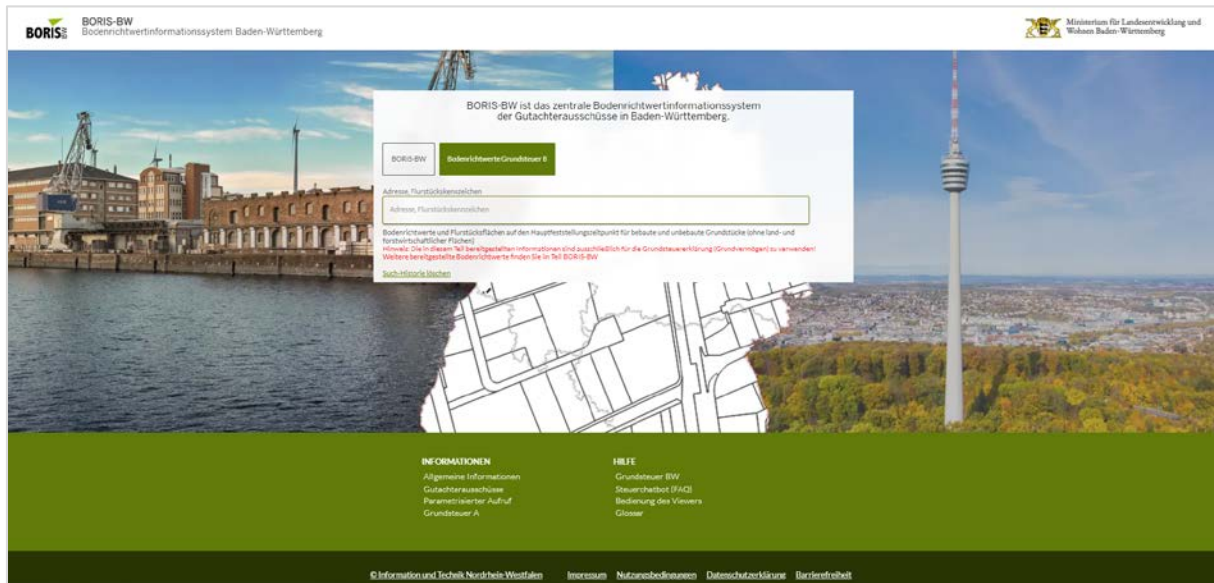 BORIS BW
BORIS-BW
Bodenrichtwertinformationssystem Baden-Württemberg
Ministerium für Landesentwicklung und
Wohnen Baden-Württemberg
BORIS-BW ist das zentrale Bodenrichtwertinformationssystem
der Gutachterausschüsse in Baden-Württemberg.
BORIS-BW
Bodenrichtwerte Grundsteuer B
Adresse, Flurstückskennzeichen
Adresse, Flurstückskennzeichen
Bodenrichtwerte und Flurstücksflächen auf den Hauptfeststellungszeitpunkt für bebaute und unbebaute Grundstücke (ohne land- und
forstwirtschaftlicher Flächen)
Hinweis: Die in diesem Teil bereitgestellten Informationen sind ausschließlich für die Grundsteuererklärung (Grundvermögen) zu verwenden!
Weitere bereitgestellte Bodenrichtwerte finden Sie im Teil BORIS-BW
Such-Historie löschen
INFORMATIONEN
Allgemeine Informationen
Gutachterausschüsse
Parametrisierter Aufruf
Grundsteuer A
HILFE
Grundsteuer BW
Steuerchatbot (FAQ)
Bedienung des Viewers
Glossar
© Information und Technik Nordrhein-Westfalen
Impressum
Nutzungsbedingungen
Datenschutzerklärung
Barrierefreiheit